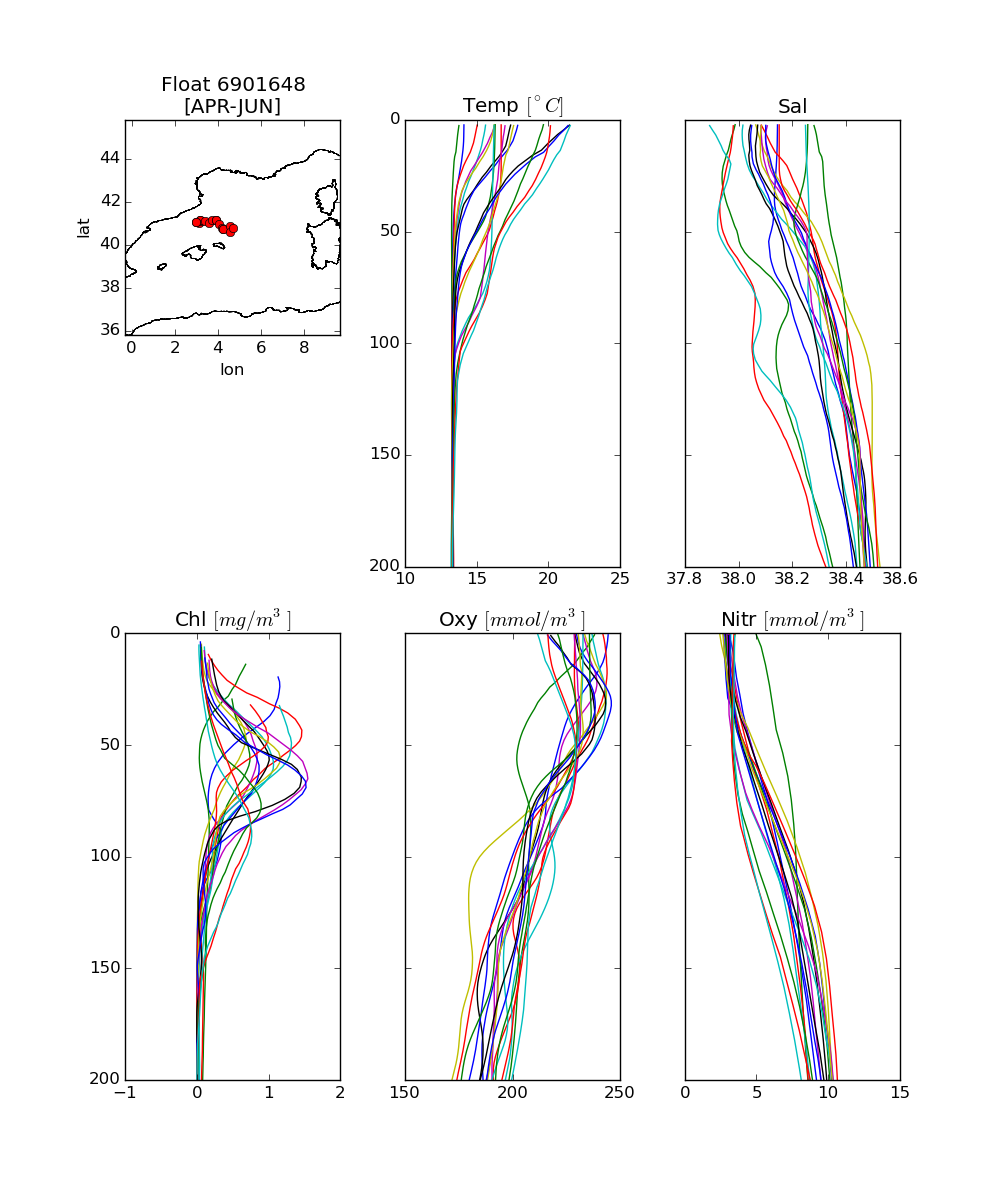 Float 6901648
[APR-JUN]
44
42
40
38
36
lat
0 2 4 6 8
lon
Temp [°C]
0
50
100
150
200
10 15 20 25
Sal
37.8 38.0 38.2 38.4 38.6
Chl [mg/m³]
0
50
100
150
200
−1 0 1 2
Oxy [mmol/m³]
150 200 250
Nitr [mmol/m³]
0 5 10 15